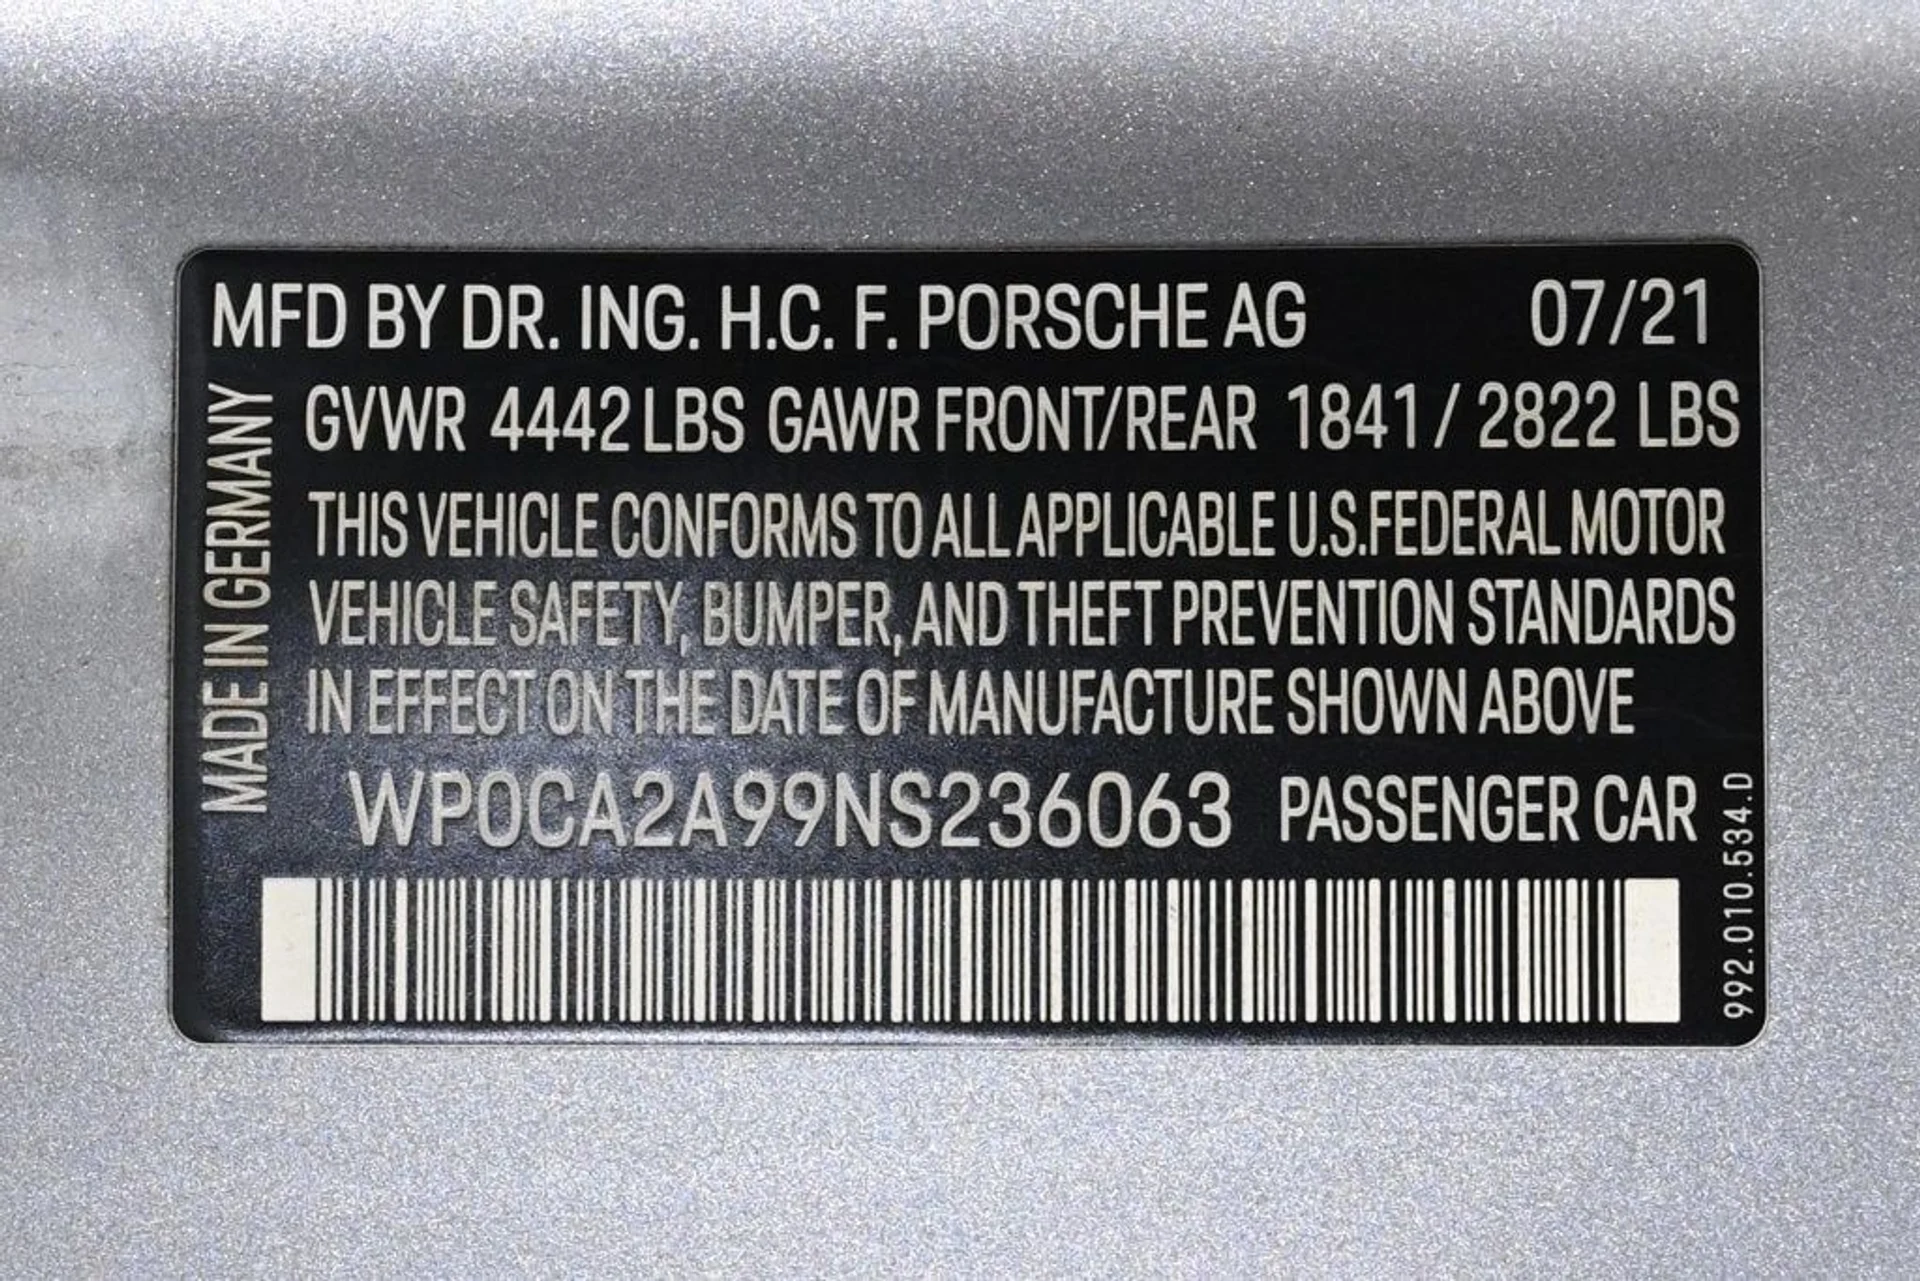 MFD BY DR. ING. H.C. F. PORSCHE AG 07/21
GVWR 4442 LBS GAWR FRONT/REAR 1841 / 2822 LBS
THIS VEHICLE CONFORMS TO ALL APPLICABLE U.S.FEDERAL MOTOR
VEHICLE SAFETY, BUMPER, AND THEFT PREVENTION STANDARDS
IN EFFECT ON THE DATE OF MANUFACTURE SHOWN ABOVE
WP0CA2A99NS236063 PASSENGER CAR
MADE IN GERMANY
992.010.534.D